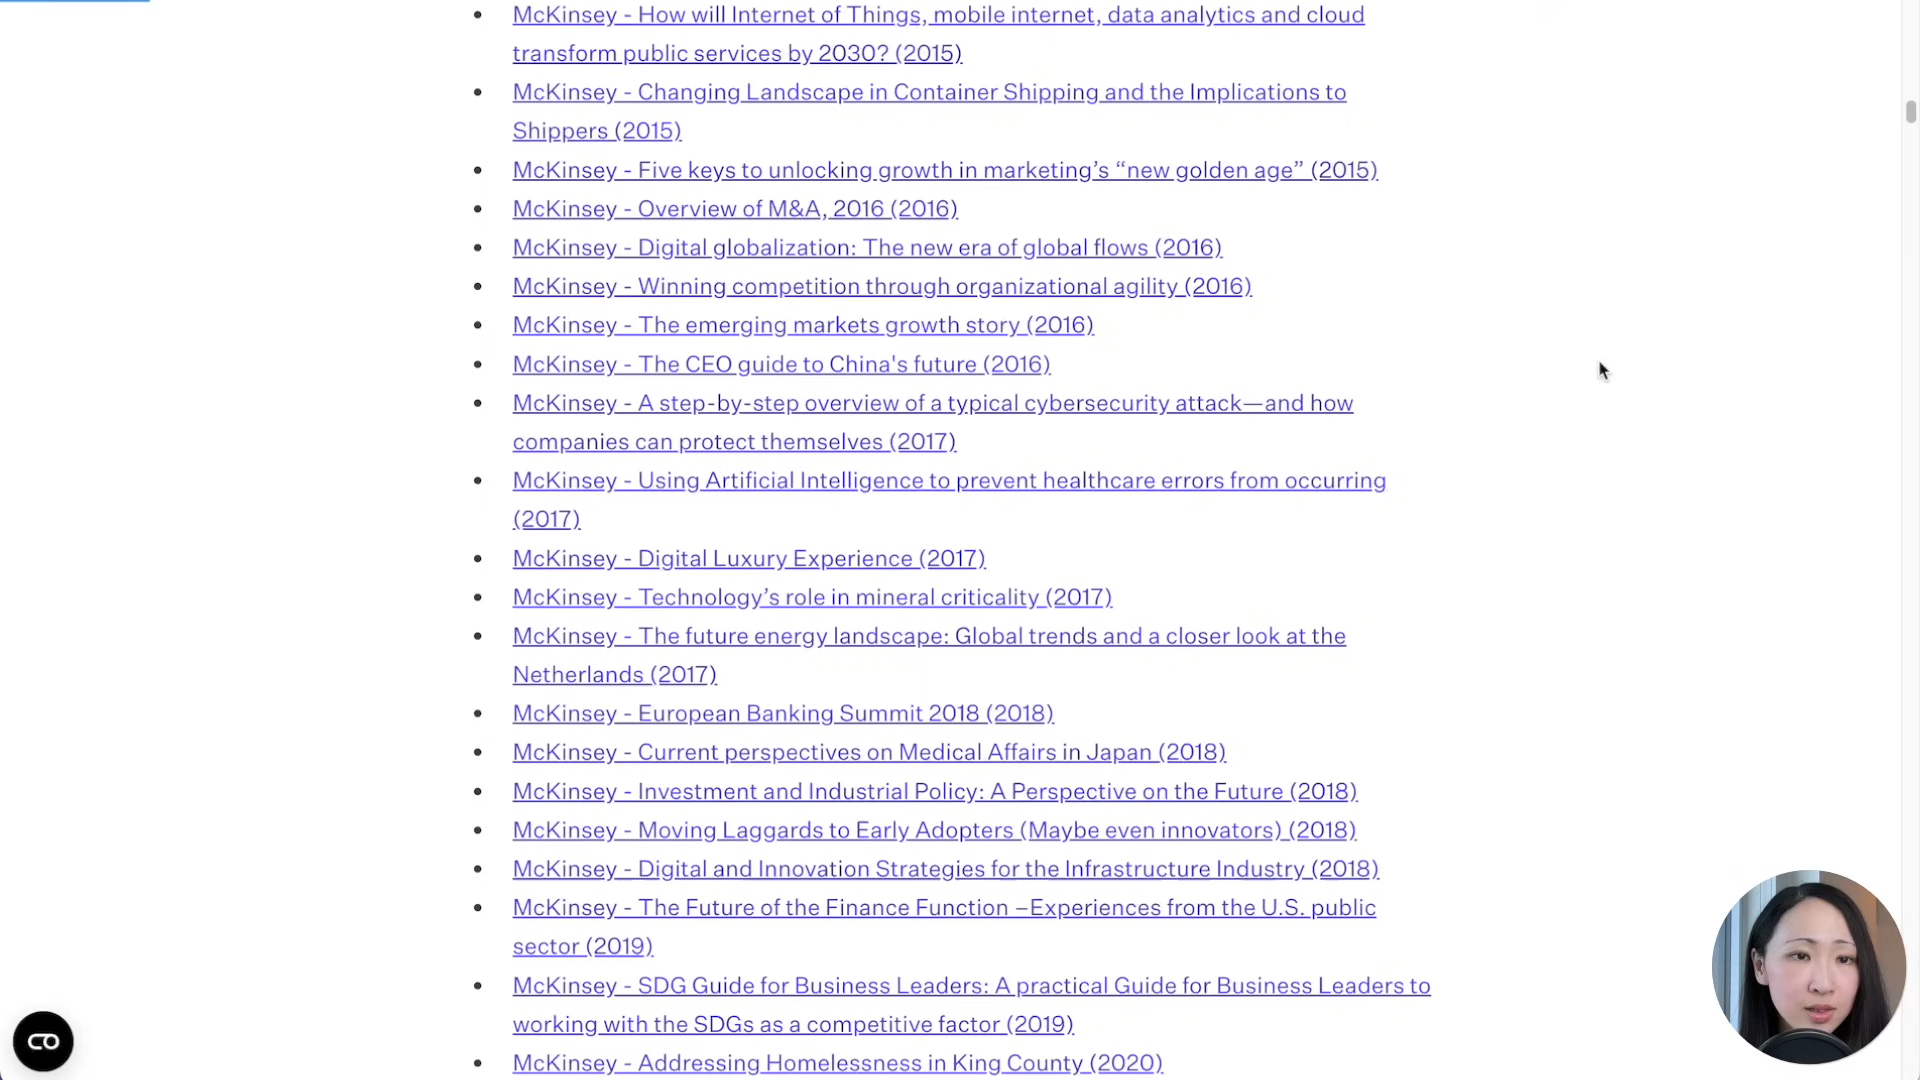 McKinsey - How will Internet of Things, mobile internet, data analytics and cloud
transform public services by 2030? (2015)
McKinsey - Changing Landscape in Container Shipping and the Implications to
Shippers (2015)
McKinsey - Five keys to unlocking growth in marketing’s “new golden age” (2015)
McKinsey - Overview of M&A, 2016 (2016)
McKinsey - Digital globalization: The new era of global flows (2016)
McKinsey - Winning competition through organizational agility (2016)
McKinsey - The emerging markets growth story (2016)
McKinsey - The CEO guide to China's future (2016)
McKinsey - A step-by-step overview of a typical cybersecurity attack—and how
companies can protect themselves (2017)
McKinsey - Using Artificial Intelligence to prevent healthcare errors from occurring
(2017)
McKinsey - Digital Luxury Experience (2017)
McKinsey - Technology’s role in mineral criticality (2017)
McKinsey - The future energy landscape: Global trends and a closer look at the
Netherlands (2017)
McKinsey - European Banking Summit 2018 (2018)
McKinsey - Current perspectives on Medical Affairs in Japan (2018)
McKinsey - Investment and Industrial Policy: A Perspective on the Future (2018)
McKinsey - Moving Laggards to Early Adopters (Maybe even innovators) (2018)
McKinsey - Digital and Innovation Strategies for the Infrastructure Industry (2018)
McKinsey - The Future of the Finance Function –Experiences from the U.S. public
sector (2019)
McKinsey - SDG Guide for Business Leaders: A practical Guide for Business Leaders to
working with the SDGs as a competitive factor (2019)
McKinsey - Addressing Homelessness in King County (2020)